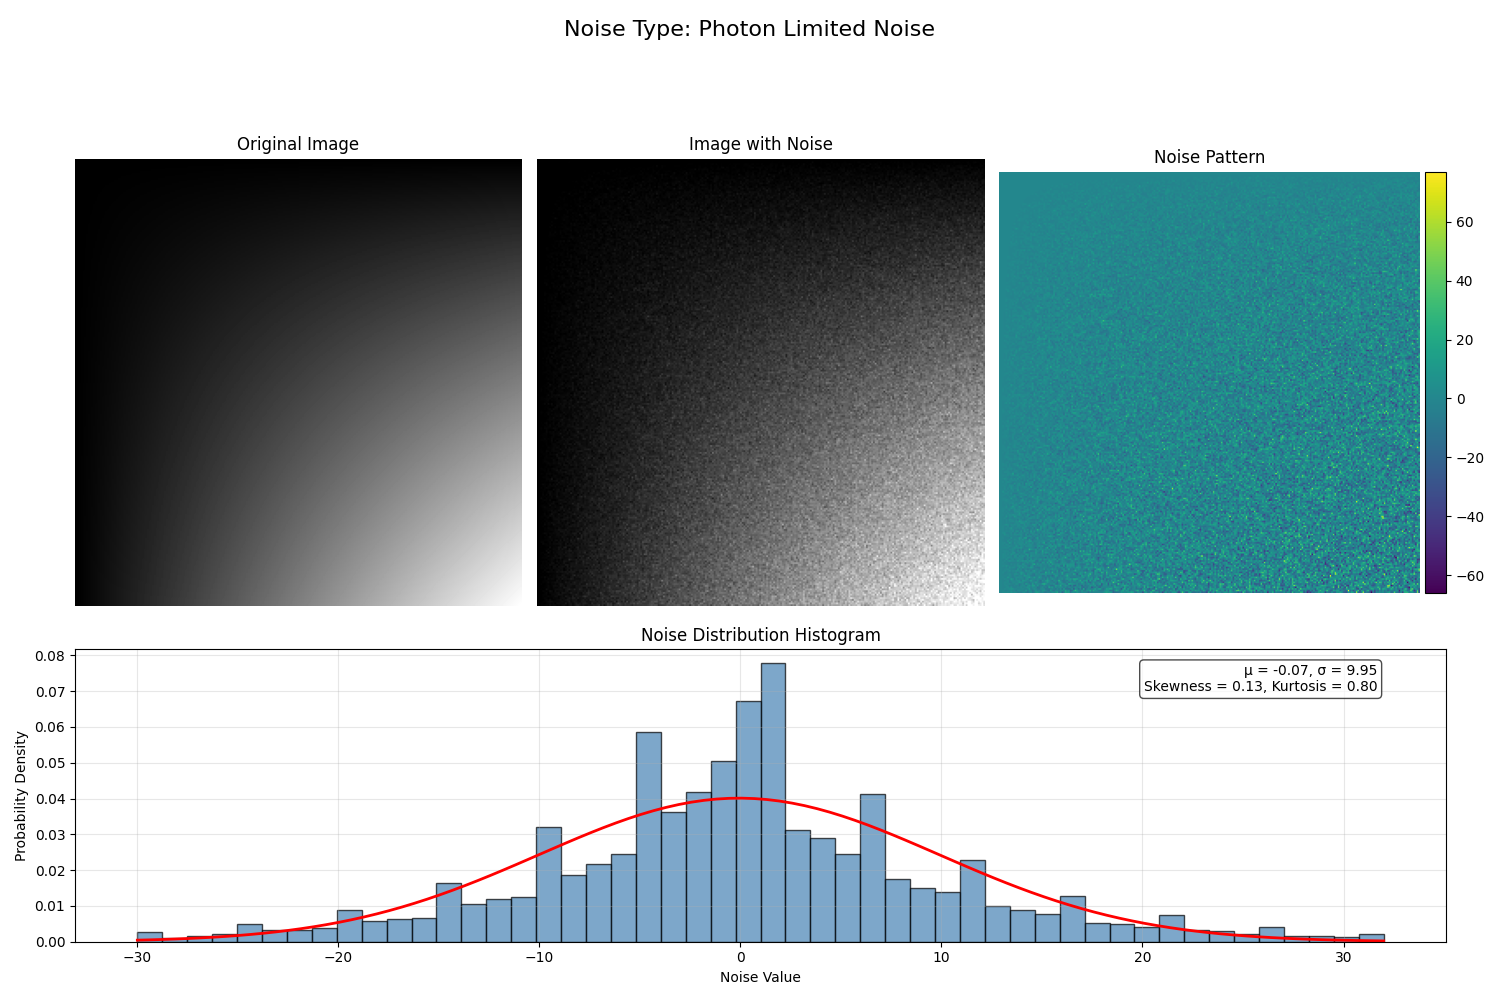 Noise Type: Photon Limited Noise
Original Image
Image with Noise
Noise Pattern
60
40
20
0
−20
−40
−60
Noise Distribution Histogram
μ = -0.07, σ = 9.95
Skewness = 0.13, Kurtosis = 0.80
Probability Density
0.08
0.07
0.06
0.05
0.04
0.03
0.02
0.01
0.00
−30
−20
−10
0
10
20
30
Noise Value